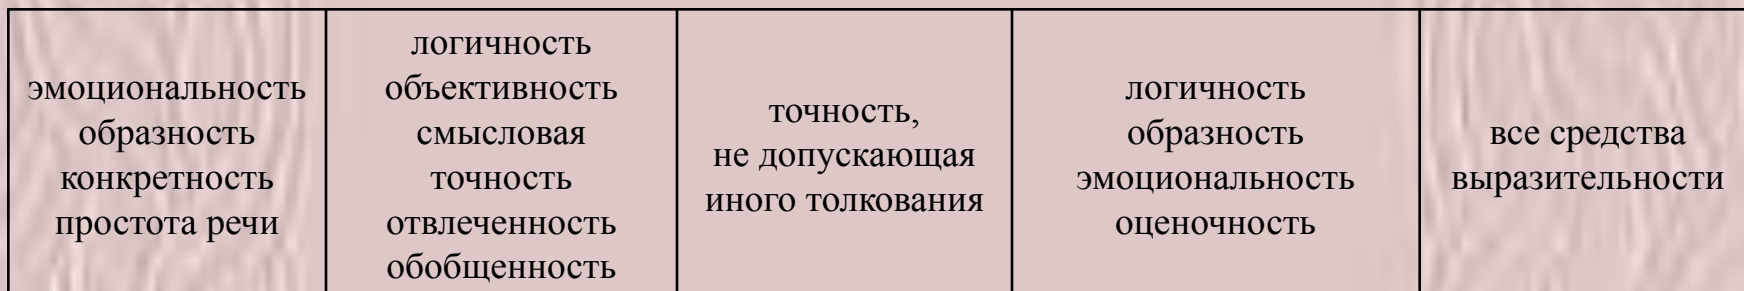 эмоциональность
образность
конкретность
простота речи
логичность
объективность
смысловая
точность
отвлеченность
обобщенность
точность,
не допускающая
иного толкования
логичность
образность
эмоциональность
оценочность
все средства
выразительности